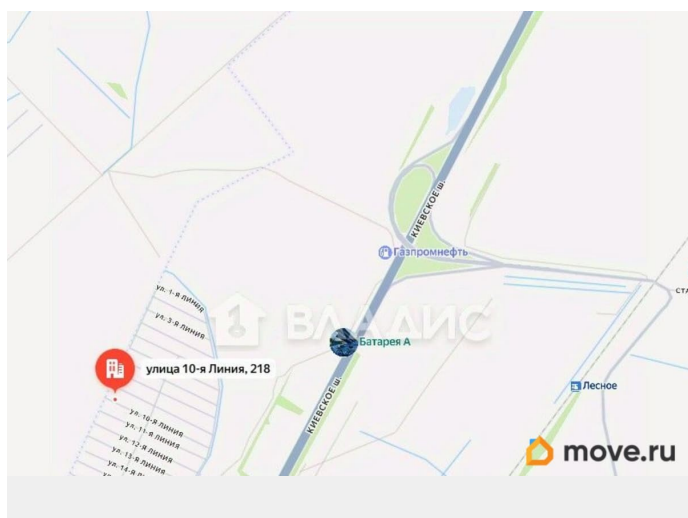 КИЕВСКОЕ Ш.
Газпромнефть
СТА
ул. 1-я линия
ул. 3-я линия
ВЛАДИС
Батарея А
улица 10-я Линия, 218
Лесное
КИЕВСКОЕ Ш.
ул. 10-я линия
ул. 11-я линия
ул. 12-я линия
ул. 13-я линия
ул. 14-я линия
move.ru